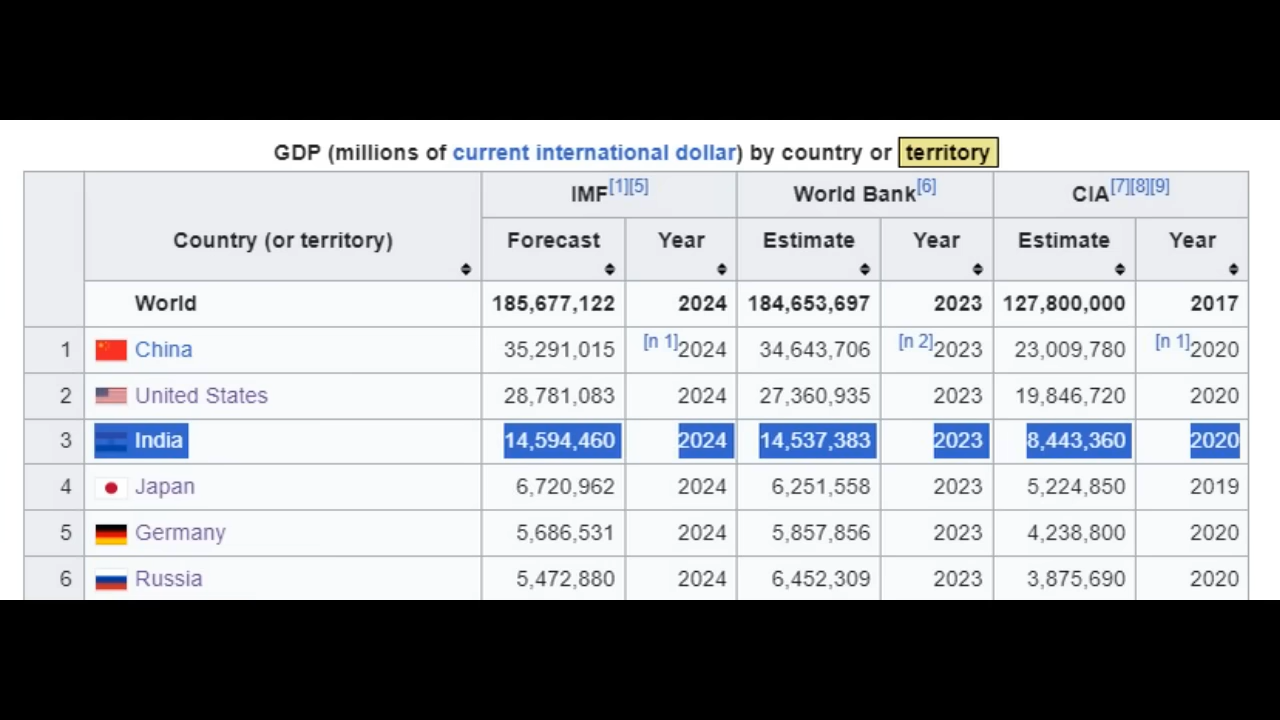 GDP (millions of current international dollar) by country or territory
Country (or territory) IMF[1][5] World Bank[6] CIA[7][8][9]
Forecast Year Estimate Year Estimate Year
World 185,677,122 2024 184,653,697 2023 127,800,000 2017
1 China 35,291,015 [n 1]2024 34,643,706 [n 2]2023 23,009,780 [n 1]2020
2 United States 28,781,083 2024 27,360,935 2023 19,846,720 2020
3 India 14,594,460 2024 14,537,383 2023 8,443,360 2020
4 Japan 6,720,962 2024 6,251,558 2023 5,224,850 2019
5 Germany 5,686,531 2024 5,857,856 2023 4,238,800 2020
6 Russia 5,472,880 2024 6,452,309 2023 3,875,690 2020